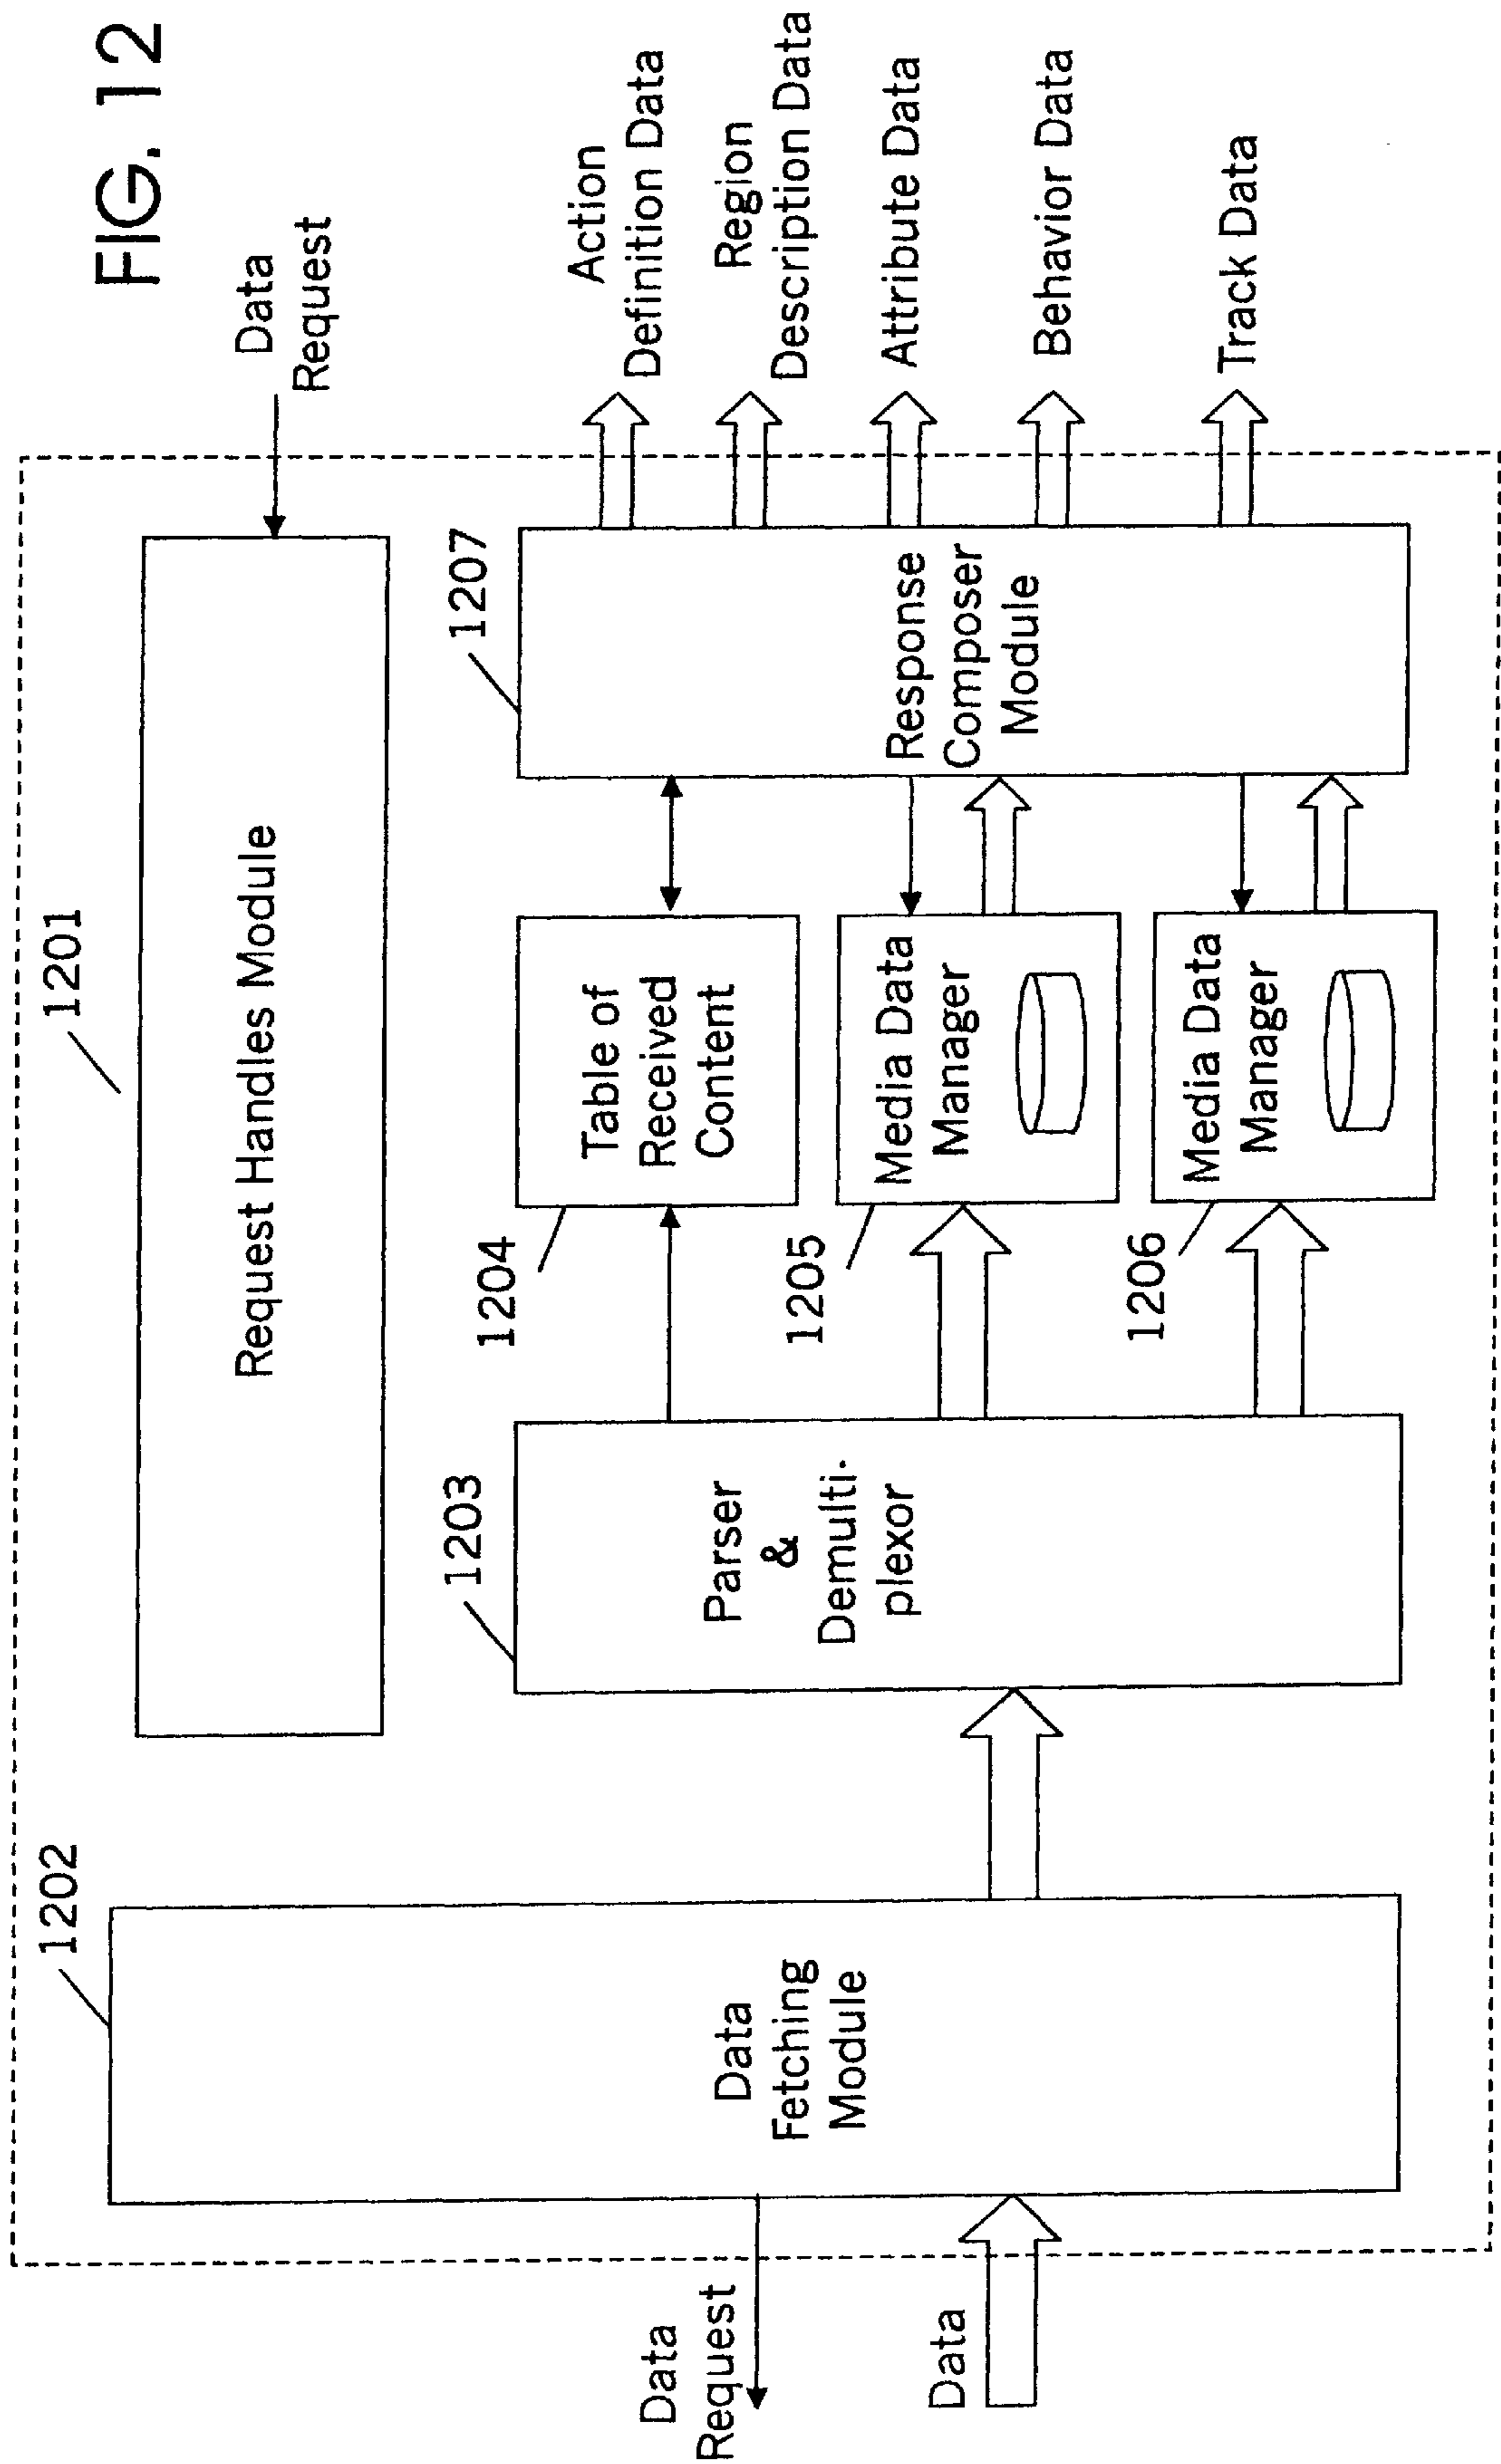 FIG. 12
Data
Request
1201
Request Handles Module
1202
Data
Fetching
Module
Data
Request
Data
1203
Parser
&
Demulti-
plexor
1204
Table of
Received
Content
1205
Media Data
Manager
1206
Media Data
Manager
1207
Response
Composer
Module
Action
Definition Data
Region
Description Data
Attribute Data
Behavior Data
Track Data